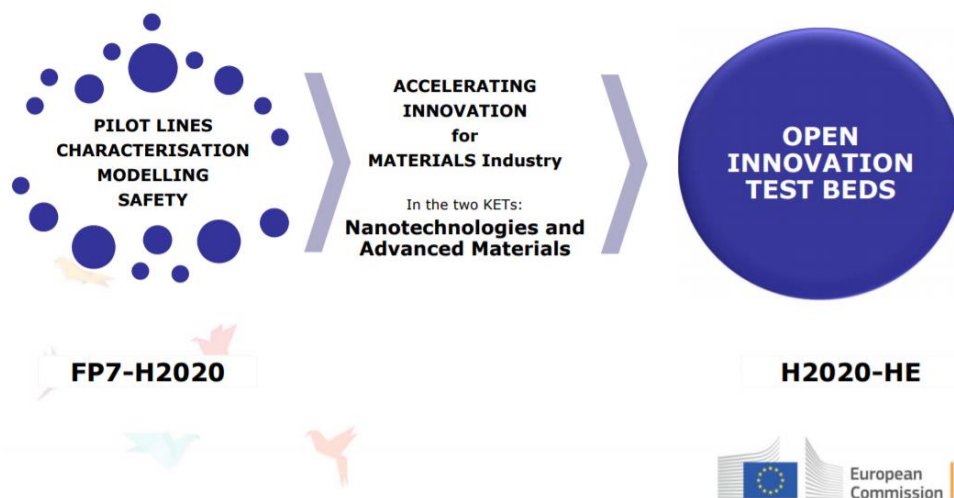 PILOT LINES
CHARACTERISATION
MODELLING
SAFETY
ACCELERATING
INNOVATION
for
MATERIALS Industry
In the two KETs:
Nanotechnologies and
Advanced Materials
OPEN
INNOVATION
TEST BEDS
FP7-H2020
H2020-HE
European
Commission